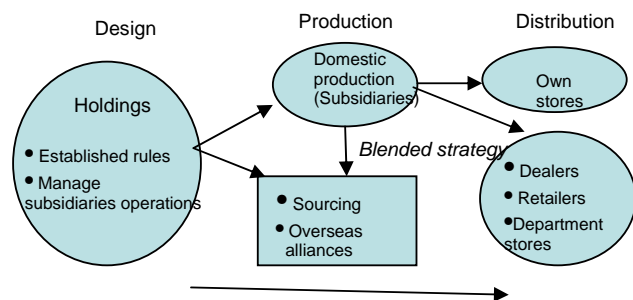 Design
Production
Distribution
Holdings
• Established rules
• Manage
subsidiaries operations
Domestic
production
(Subsidiaries)
Blended strategy
• Sourcing
• Overseas
alliances
Own
stores
• Dealers
• Retailers
• Department
stores